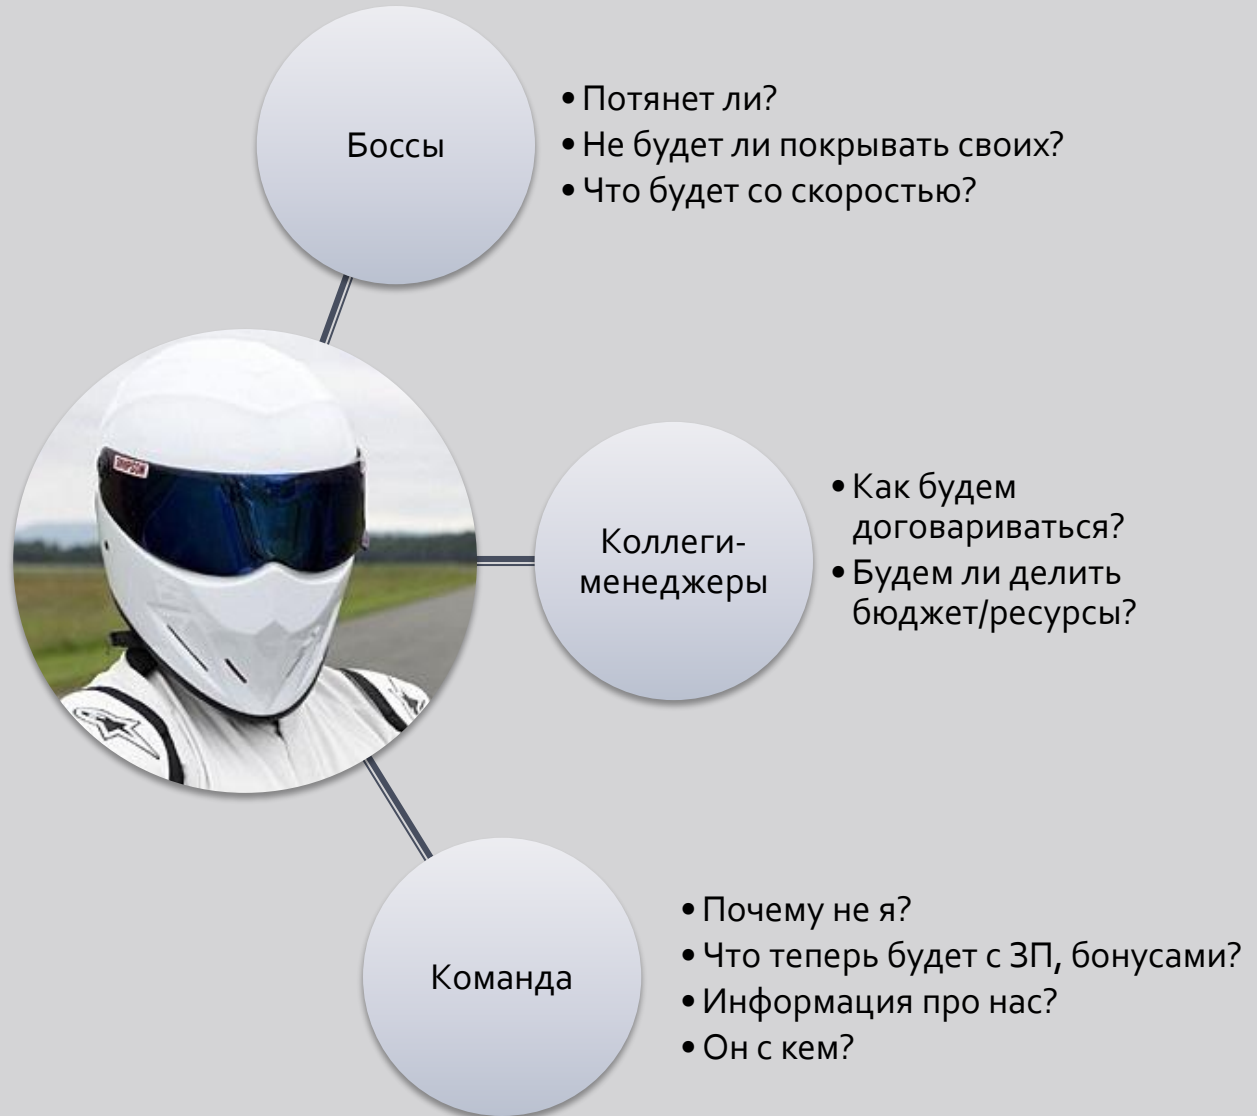 Боссы
• Потянет ли?
• Не будет ли покрывать своих?
• Что будет со скоростью?
SIMPSON
Коллеги-
менеджеры
• Как будем
договариваться?
• Будем ли делить
бюджет/ресурсы?
Команда
• Почему не я?
• Что теперь будет с ЗП, бонусами?
• Информация про нас?
• Он с кем?